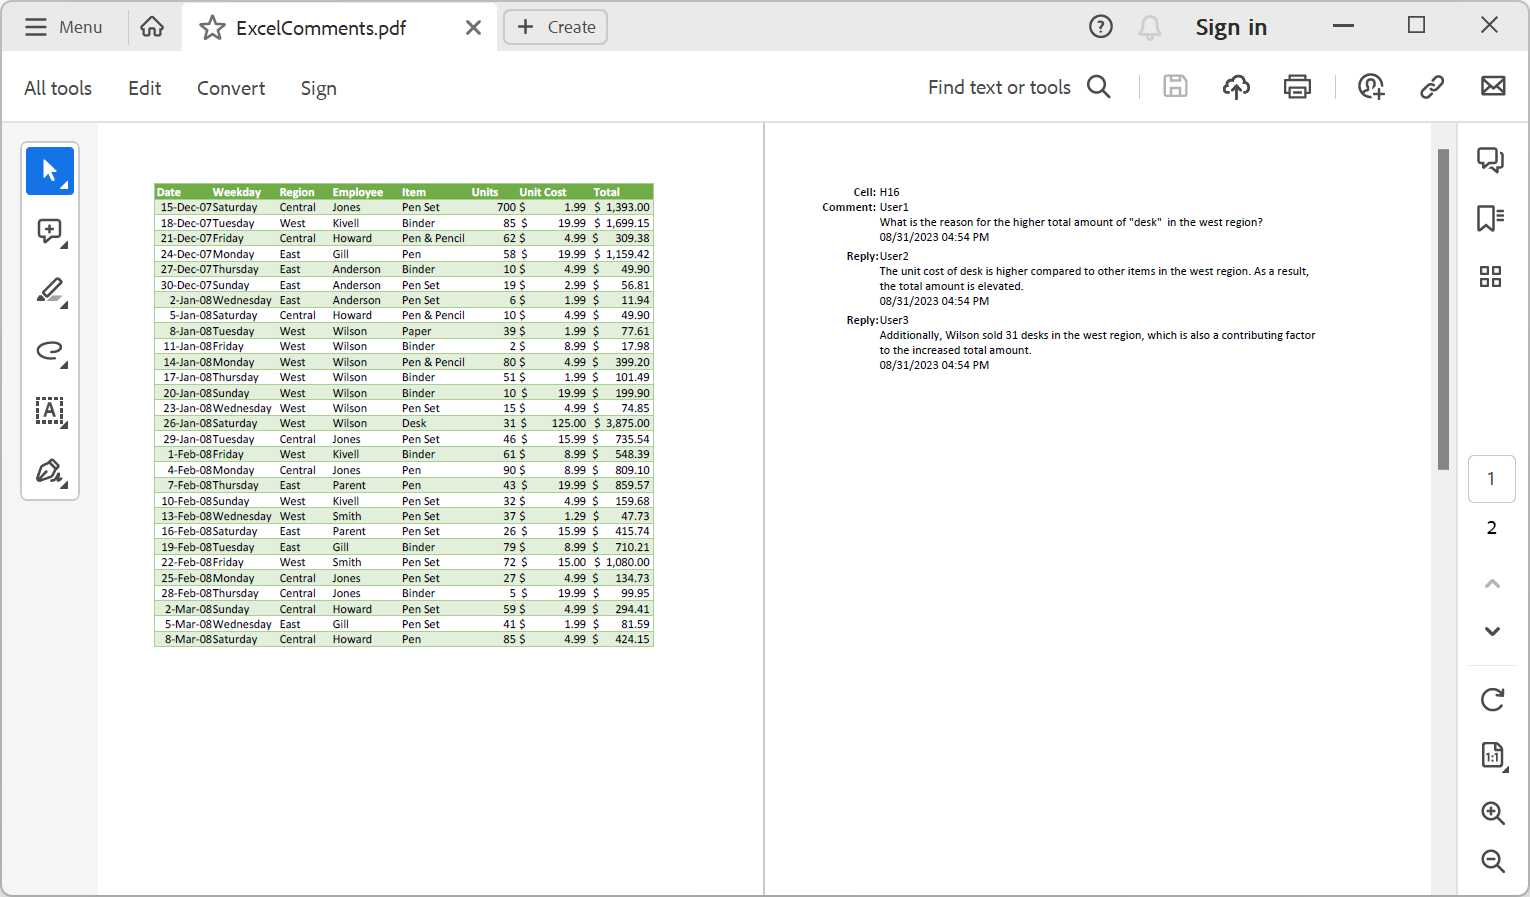 Menu
ExcelComments.pdf
Create
Sign in
All tools
Edit
Convert
Sign
Find text or tools
Date Weekday Region Employee Item Units Unit Cost Total
15-Dec-07 Saturday Central Jones Pen Set 700 $ 1.99 $ 1,393.00
18-Dec-07 Tuesday West Kivell Binder 85 $ 19.99 $ 1,699.15
21-Dec-07 Friday Central Howard Pen & Pencil 62 $ 4.99 $ 309.38
24-Dec-07 Monday East Gill Pen 58 $ 19.99 $ 1,159.42
27-Dec-07 Thursday East Anderson Binder 10 $ 4.99 $ 49.90
30-Dec-07 Sunday East Anderson Pen Set 19 $ 2.99 $ 56.81
2-Jan-08 Wednesday East Anderson Pen Set 6 $ 1.99 $ 11.94
5-Jan-08 Saturday Central Howard Pen & Pencil 10 $ 4.99 $ 49.90
8-Jan-08 Tuesday West Wilson Paper 39 $ 1.99 $ 77.61
11-Jan-08 Friday West Wilson Binder 2 $ 8.99 $ 17.98
14-Jan-08 Monday West Wilson Pen & Pencil 80 $ 4.99 $ 399.20
17-Jan-08 Thursday West Wilson Binder 51 $ 1.99 $ 101.49
20-Jan-08 Sunday West Wilson Binder 10 $ 19.99 $ 199.90
23-Jan-08 Wednesday West Wilson Pen Set 15 $ 4.99 $ 74.85
26-Jan-08 Saturday West Wilson Desk 31 $ 125.00 $ 3,875.00
29-Jan-08 Tuesday Central Jones Pen Set 46 $ 15.99 $ 735.54
1-Feb-08 Friday West Kivell Binder 61 $ 8.99 $ 548.39
4-Feb-08 Monday Central Jones Pen 90 $ 8.99 $ 809.10
7-Feb-08 Thursday East Parent Pen 43 $ 19.99 $ 859.57
10-Feb-08 Sunday West Kivell Pen Set 32 $ 4.99 $ 159.68
13-Feb-08 Wednesday West Smith Pen Set 37 $ 1.29 $ 47.73
16-Feb-08 Saturday East Parent Pen Set 26 $ 15.99 $ 415.74
19-Feb-08 Tuesday East Gill Binder 79 $ 8.99 $ 710.21
22-Feb-08 Friday West Smith Pen Set 72 $ 15.00 $ 1,080.00
25-Feb-08 Monday Central Jones Pen Set 27 $ 4.99 $ 134.73
28-Feb-08 Thursday Central Jones Binder 5 $ 19.99 $ 99.95
2-Mar-08 Sunday Central Howard Pen Set 59 $ 4.99 $ 294.41
5-Mar-08 Wednesday East Gill Pen Set 41 $ 1.99 $ 81.59
8-Mar-08 Saturday Central Howard Pen 85 $ 4.99 $ 424.15
Cell: H16
Comment: User1
What is the reason for the higher total amount of "desk" in the west region?
08/31/2023 04:54 PM
Reply: User2
The unit cost of desk is higher compared to other items in the west region. As a result,
the total amount is elevated.
08/31/2023 04:54 PM
Reply: User3
Additionally, Wilson sold 31 desks in the west region, which is also a contributing factor
to the increased total amount.
08/31/2023 04:54 PM
1
2
1:1